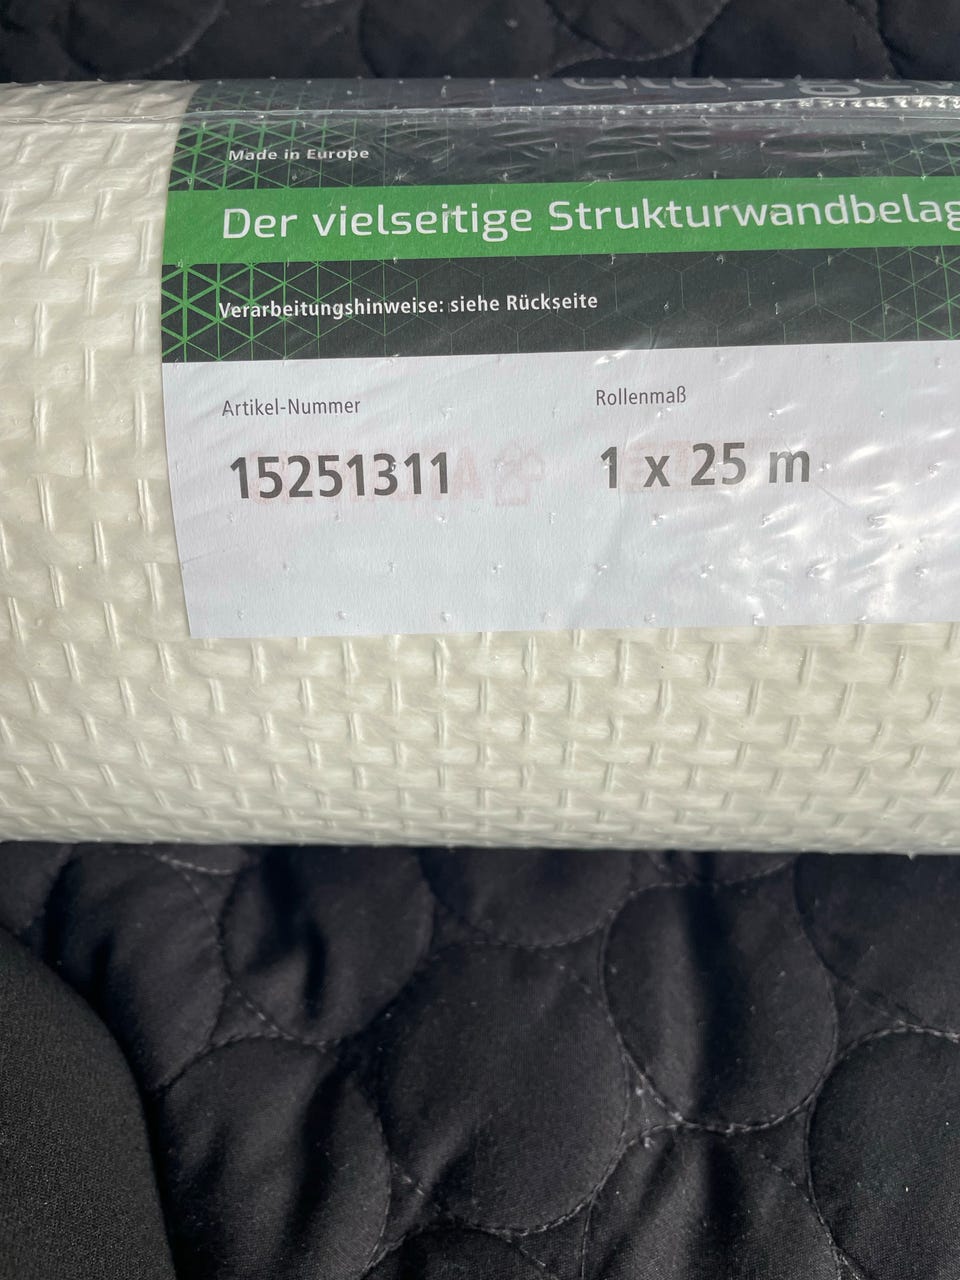 Made in Europe
Der vielseitige Strukturwandbelag
Verarbeitungshinweise: siehe Rückseite
Artikel-Nummer
Rollenmaß
15251311
1 x 25 m